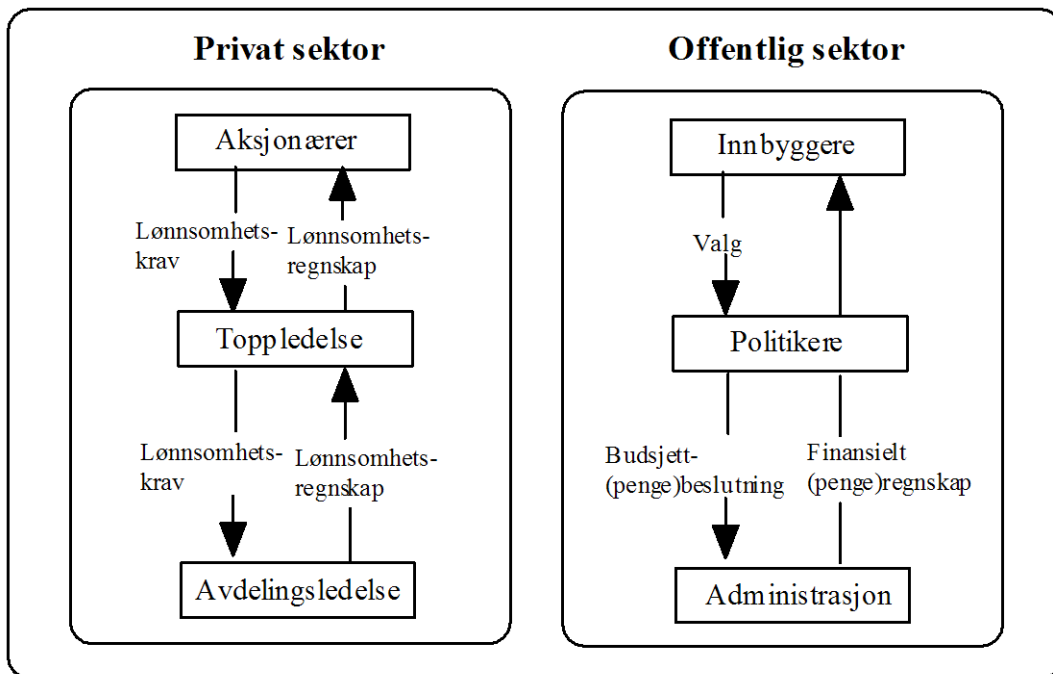 Privat sektor
Aksjonærer
Lønnsomhets-
krav
Lønnsomhets-
regnskap
Toppledelse
Lønnsomhets-
krav
Lønnsomhets-
regnskap
Avdelingsledelse
Offentlig sektor
Innbyggere
Valg
Politikere
Budsjett-
(penge)beslutning
Finansielt
(penge)regnskap
Administrasjon